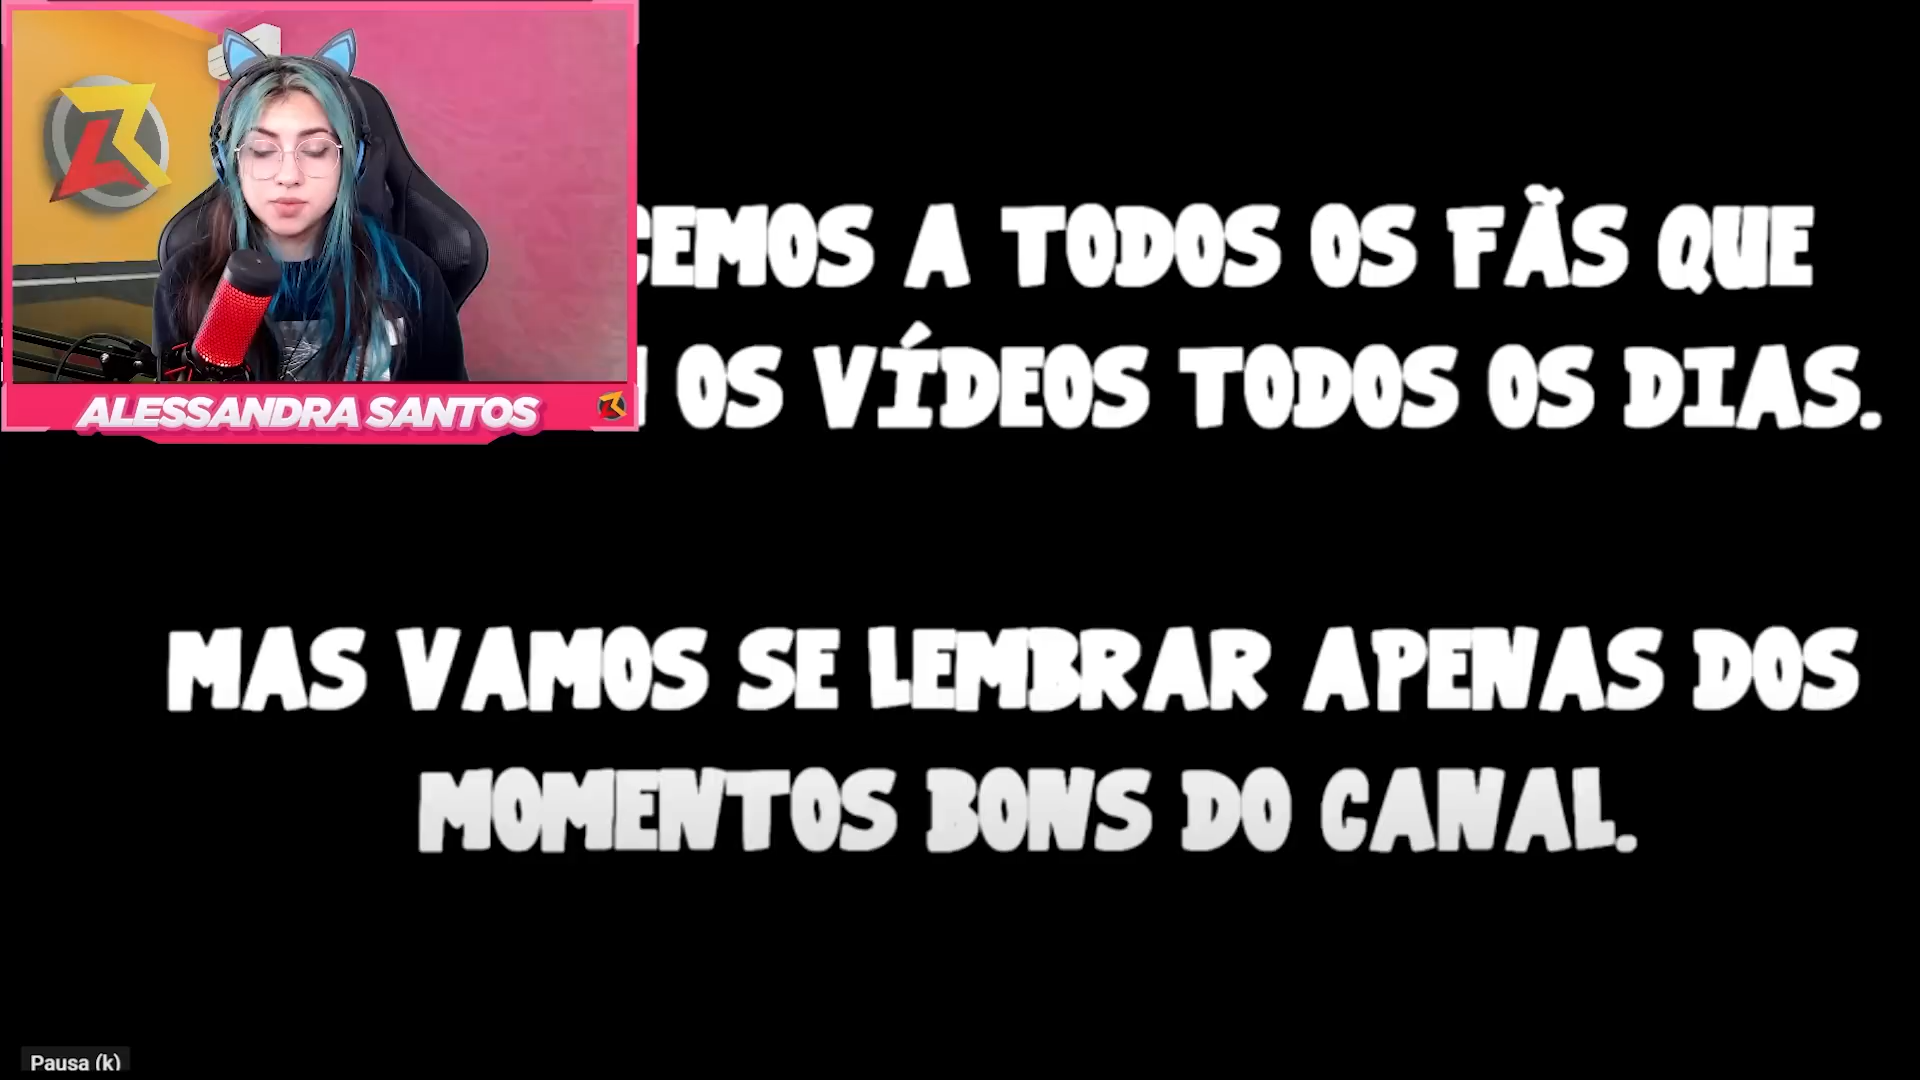 A TODOS OS FÃS QUE
OS VÍDEOS TODOS OS DIAS.
MAS VAMOS SE LEMBRAR APENAS DOS
MOMENTOS BONS DO CANAL.
ALESSANDRA SANTOS
Pausa (k)